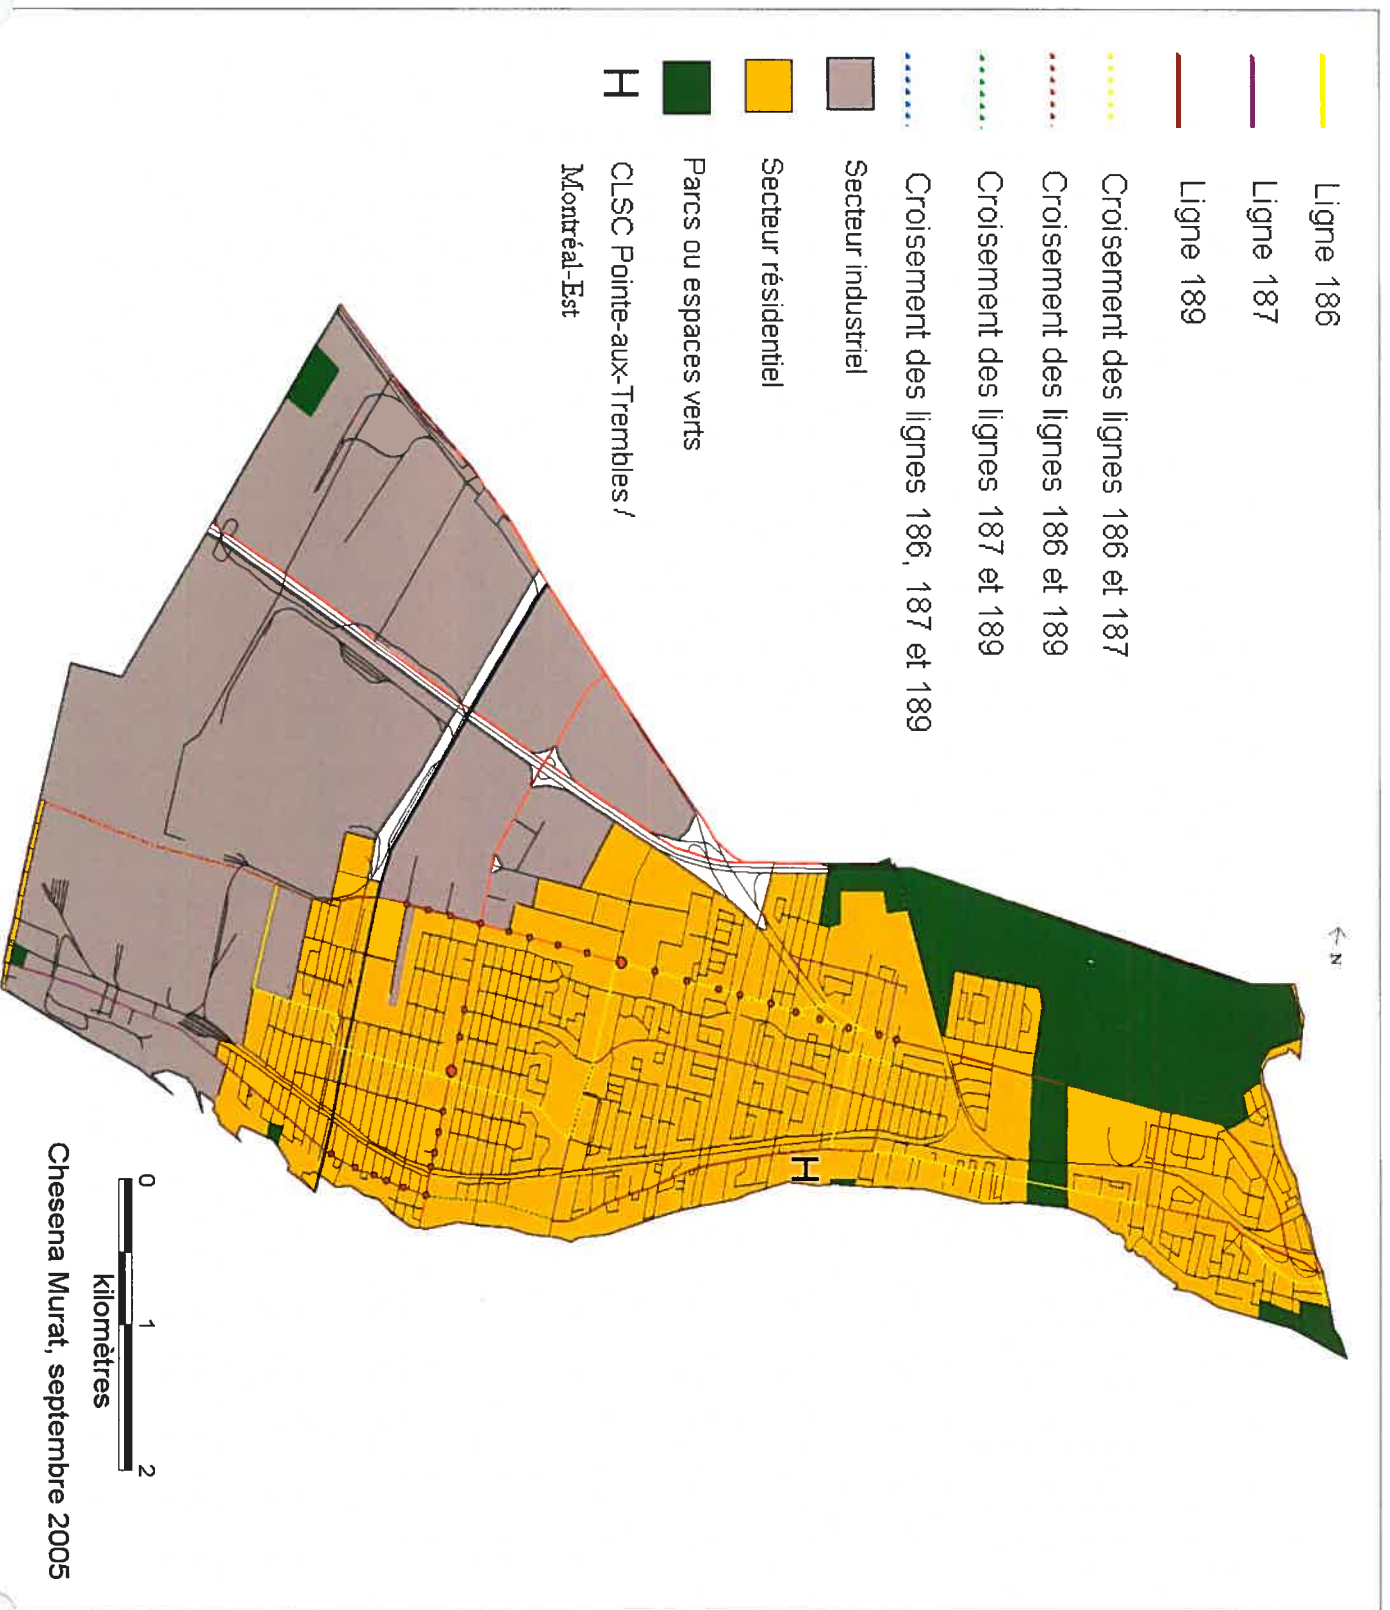 Ligne 186
Ligne 187
Ligne 189
Croisement des lignes 186 et 187
Croisement des lignes 186 et 189
Croisement des lignes 187 et 189
Croisement des lignes 186, 187 et 189
Secteur industriel
Secteur résidentiel
Parcs ou espaces verts
H CLSC Pointe-aux-Trembles /
Montréal-Est
N
H
0 1 2
kilomètres
Chesena Murat, septembre 2005